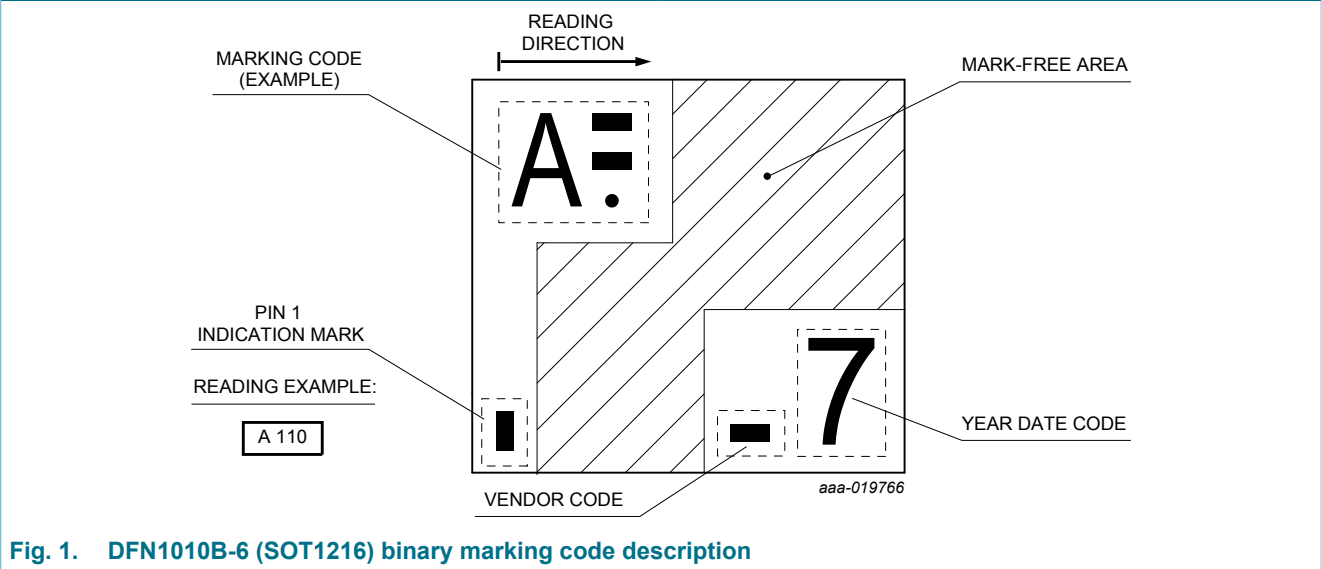 READING
DIRECTION
MARKING CODE
(EXAMPLE)
MARK-FREE AREA
A
PIN 1
INDICATION MARK
READING EXAMPLE:
A 110
7
YEAR DATE CODE
VENDOR CODE
aaa-019766
Fig. 1. DFN1010B-6 (SOT1216) binary marking code description